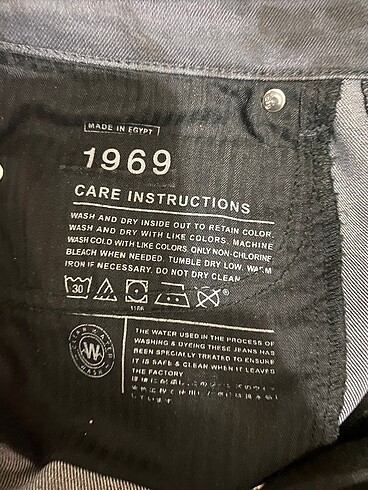 MADE IN EGYPT
1969
CARE INSTRUCTIONS
WASH AND DRY INSIDE OUT TO RETAIN COLOR.
WASH AND DRY WITH LIKE COLORS. MACHINE
WASH COLD WITH LIKE COLORS. ONLY NON-CHLORINE
BLEACH WHEN NEEDED. TUMBLE DRY LOW. WARM
IRON IF NECESSARY. DO NOT DRY CLEAN.
30
®
CLEAN WATER
W
WASH
THE WATER USED IN THE PROCESS OF
WASHING & DYEING THESE JEANS HAS
BEEN SPECIALLY TREATED TO ENSURE
IT IS SAFE & CLEAN WHEN IT LEAVES
THE FACTORY